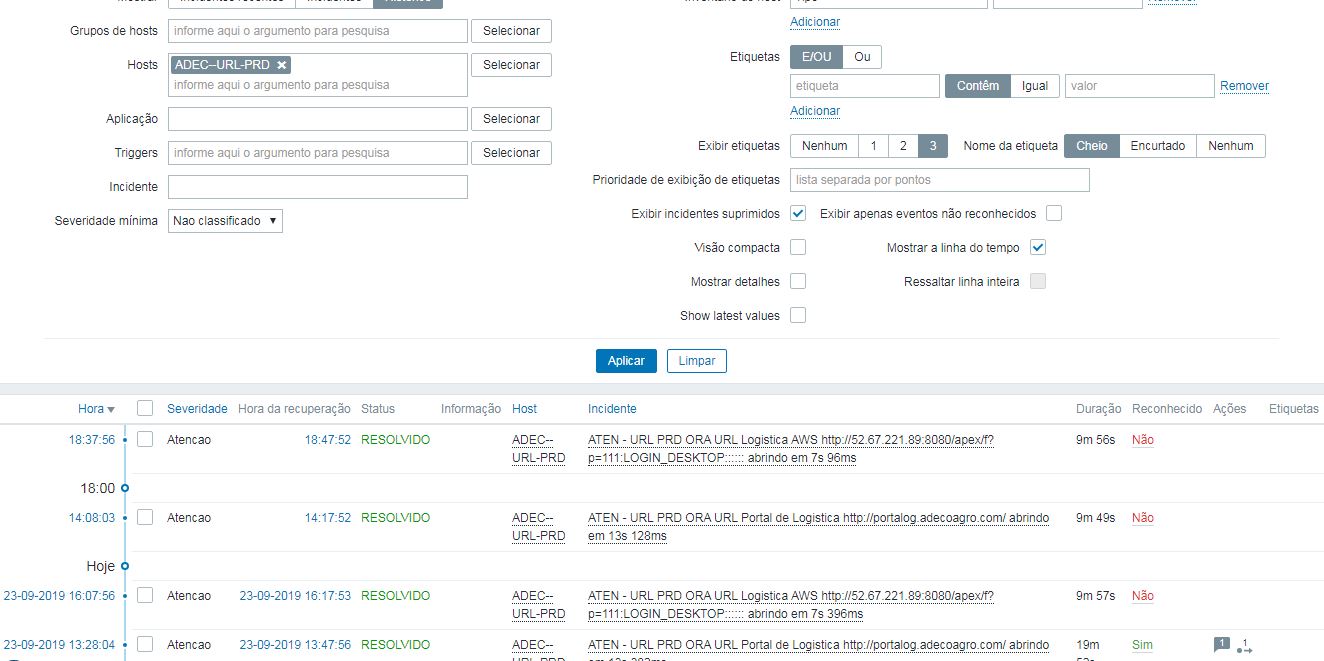 Mostrar Incidentes recentes Incidentes Histórico
Inventário do host Tipo Remover
Adicionar
Grupos de hosts informe aqui o argumento para pesquisa Selecionar
Hosts ADEC--URL-PRD Selecionar
informe aqui o argumento para pesquisa
Etiquetas E/OU Ou
etiqueta Contêm Igual valor Remover
Adicionar
Aplicação Selecionar
Triggers informe aqui o argumento para pesquisa Selecionar
Exibir etiquetas Nenhum 1 2 3 Nome da etiqueta Cheio Encurtado Nenhum
Incidente
Prioridade de exibição de etiquetas lista separada por pontos
Severidade mínima Nao classificado
Exibir incidentes suprimidos Exibir apenas eventos não reconhecidos
Visão compacta Mostrar a linha do tempo
Mostrar detalhes Ressaltar linha inteira
Show latest values
Aplicar Limpar
Hora Severidade Hora da recuperação Status Informação Host Incidente Duração Reconhecido Ações Etiquetas
18:37:56 Atencao 18:47:52 RESOLVIDO ADEC-- ATEN - URL PRD ORA URL Logistica AWS http://52.67.221.89:8080/apex/f? 9m 56s Não
URL-PRD p=111:LOGIN_DESKTOP:::::: abrindo em 7s 96ms
18:00
14:08:03 Atencao 14:17:52 RESOLVIDO ADEC-- ATEN - URL PRD ORA URL Portal de Logistica http://portalog.adecoagro.com/ abrindo 9m 49s Não
URL-PRD em 13s 128ms
Hoje
23-09-2019 16:07:56 Atencao 23-09-2019 16:17:53 RESOLVIDO ADEC-- ATEN - URL PRD ORA URL Logistica AWS http://52.67.221.89:8080/apex/f? 9m 57s Não
URL-PRD p=111:LOGIN_DESKTOP:::::: abrindo em 7s 396ms
23-09-2019 13:28:04 Atencao 23-09-2019 13:47:56 RESOLVIDO ADEC-- ATEN - URL PRD ORA URL Portal de Logistica http://portalog.adecoagro.com/ abrindo 19m Sim 1 1
URL-PRD